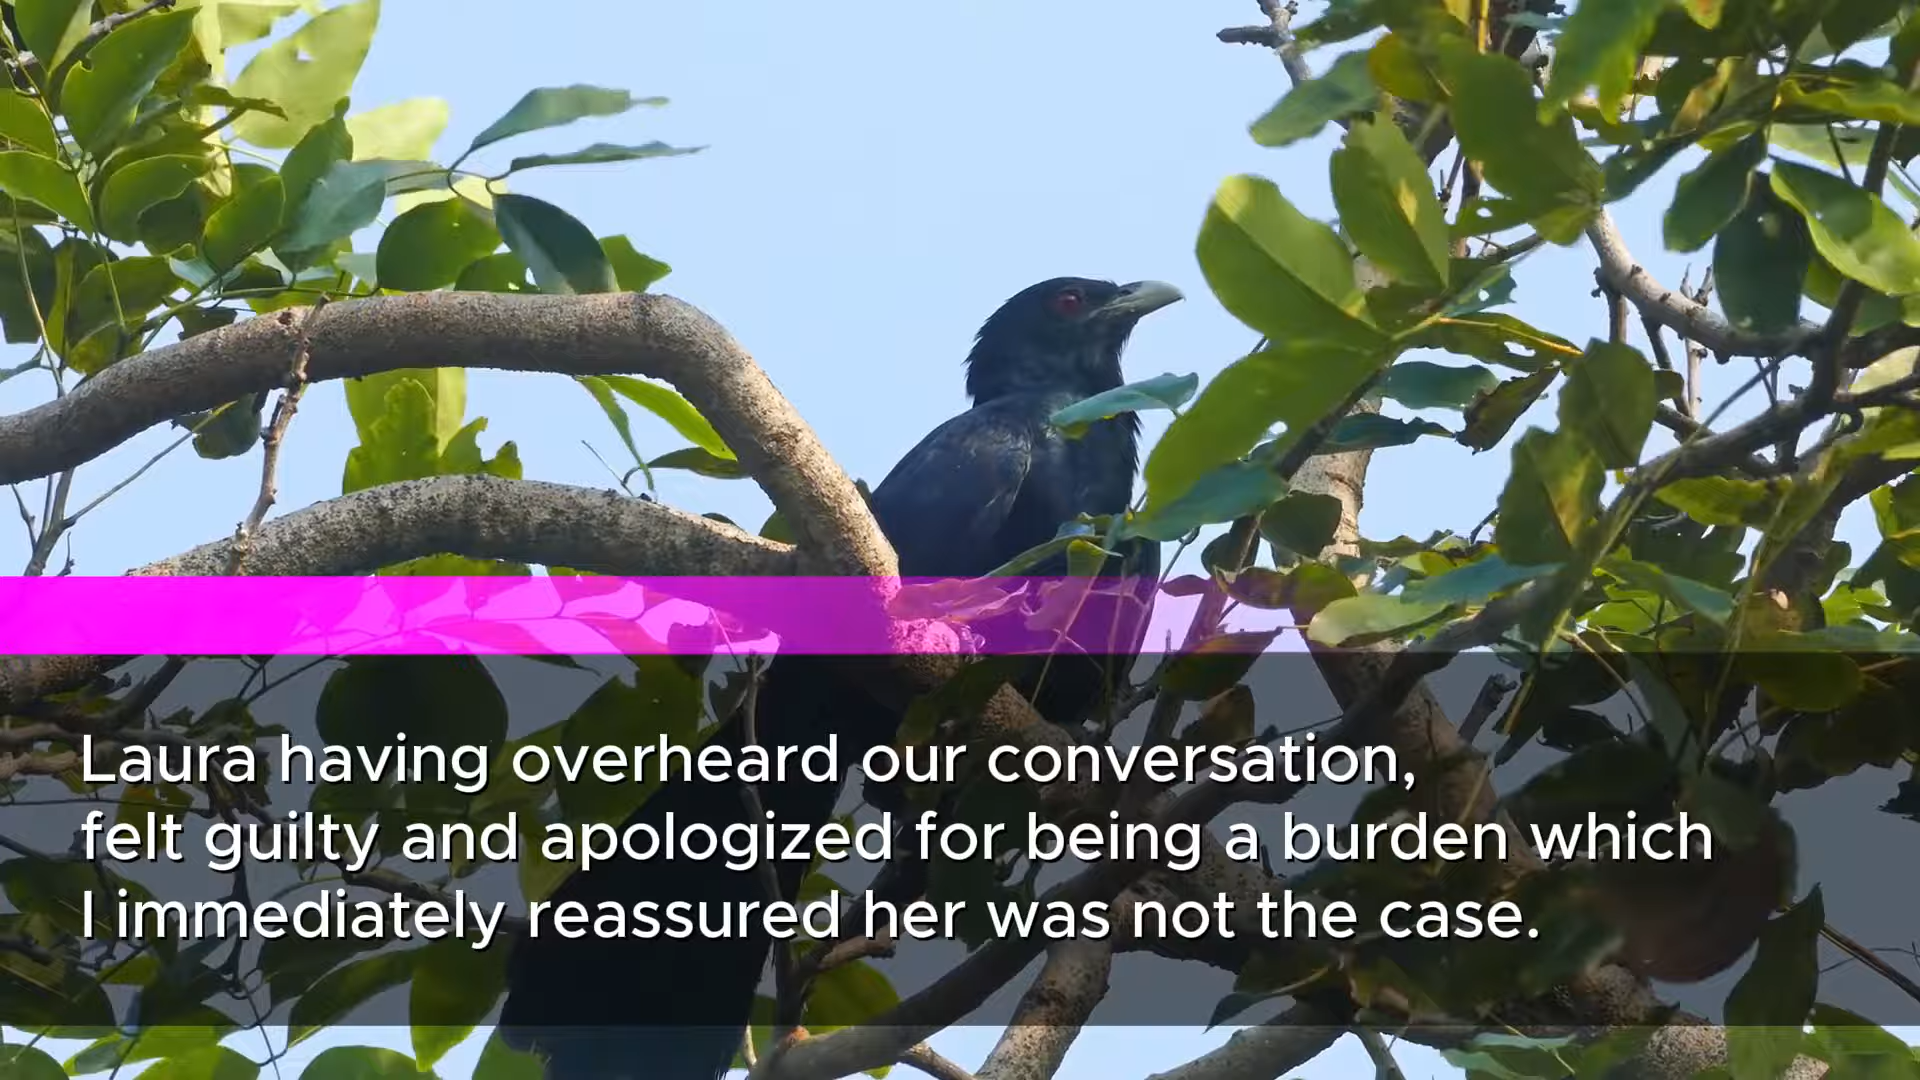 Laura having overheard our conversation,
felt guilty and apologized for being a burden which
I immediately reassured her was not the case.